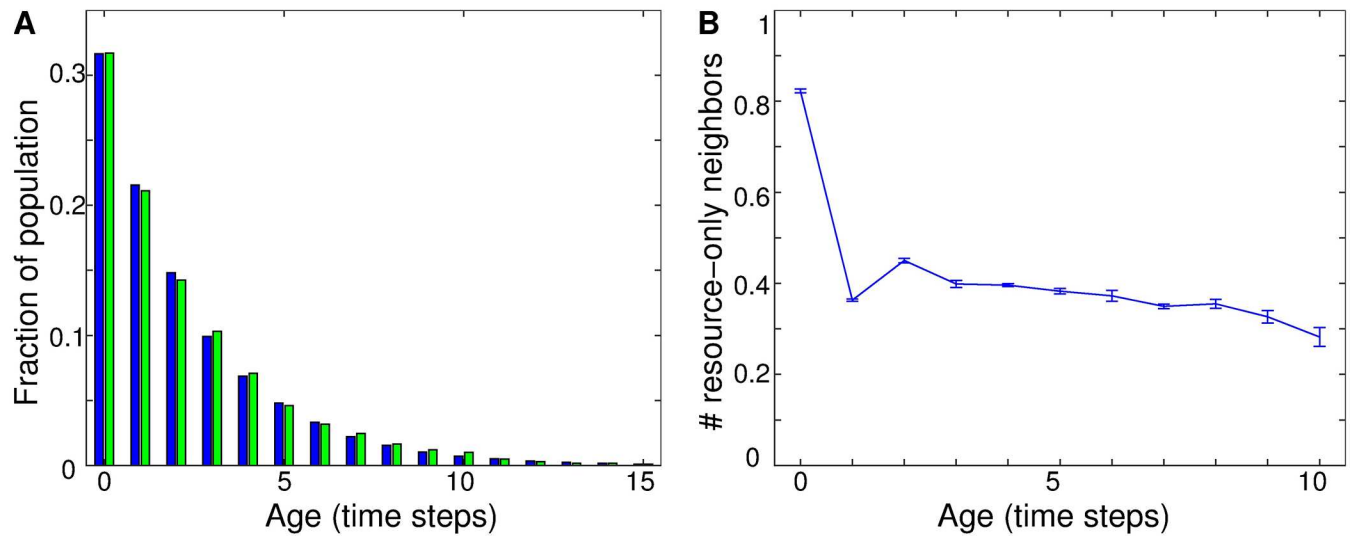 A
Fraction of population
0.3
0.2
0.1
0
0
5
10
15
Age (time steps)
B
# resource-only neighbors
1
0.8
0.6
0.4
0.2
0
0
5
10
Age (time steps)